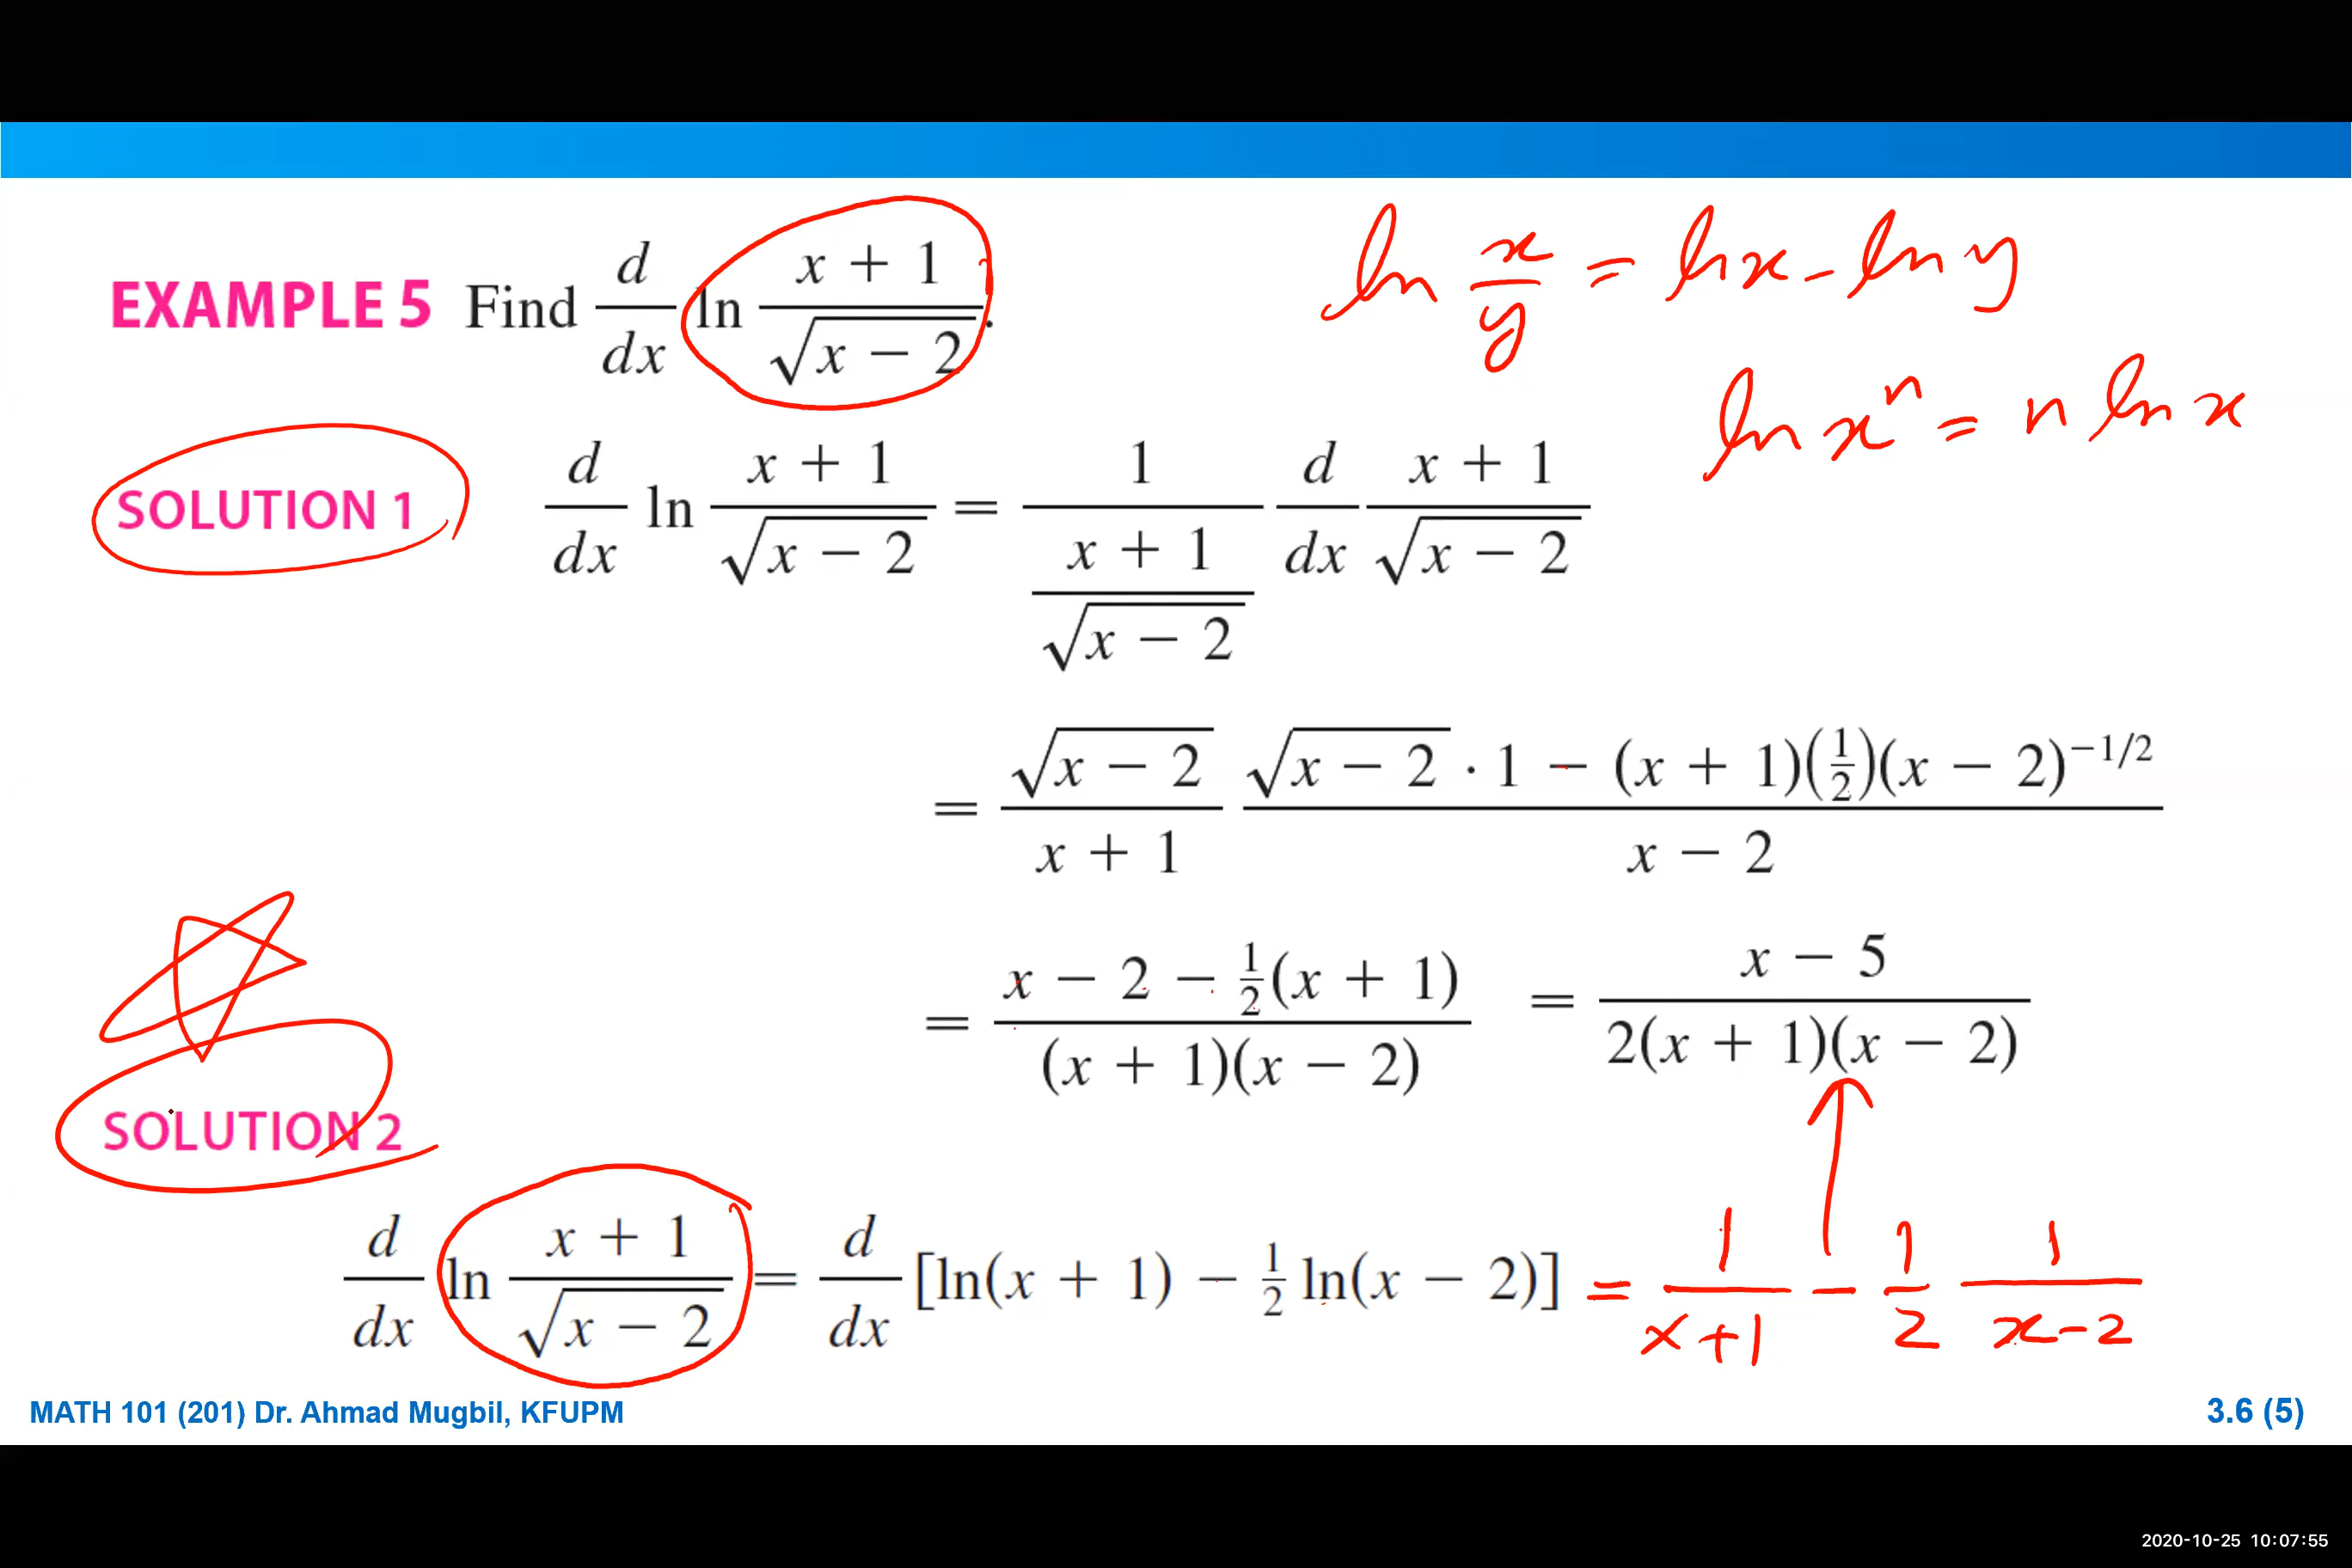 EXAMPLE 5 Find d/dx ln (x + 1)/√(x − 2).
ln x/y = ln x - ln y
ln xⁿ = n ln x
SOLUTION 1 d/dx ln (x + 1)/√(x − 2) = 1/((x + 1)/√(x − 2)) d/dx (x + 1)/√(x − 2)
= √(x − 2)/(x + 1) (√(x − 2) · 1 − (x + 1)(1/2)(x − 2)^(−1/2))/(x − 2)
= (x − 2 − 1/2(x + 1))/((x + 1)(x − 2)) = (x − 5)/(2(x + 1)(x − 2))
SOLUTION 2
d/dx ln (x + 1)/√(x − 2) = d/dx [ln(x + 1) − 1/2 ln(x − 2)] = 1/(x+1) - 1/2 1/(x-2)
MATH 101 (201) Dr. Ahmad Mugbil, KFUPM 3.6 (5)
2020-10-25 10:07:55